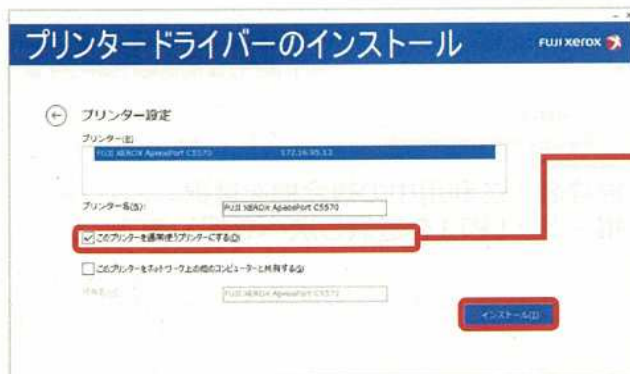 プリンタードライバーのインストール
FUJI XEROX
プリンター設定
プリンター(E)
FUJI XEROX ApeosPort C5570 172.16.95.13
プリンター名(S): FUJI XEROX ApeosPort C5570
このプリンターを通常使うプリンターにする(D)
このプリンターをネットワーク上の他のコンピューターと共有する(S)
FUJI XEROX ApeosPort C5570
インストール(I)